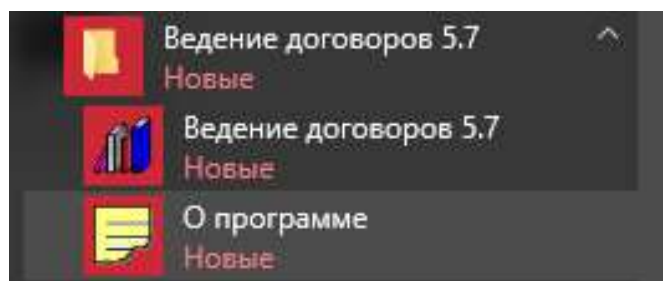 Ведение договоров 5.7
Новые
Ведение договоров 5.7
Новые
О программе
Новые